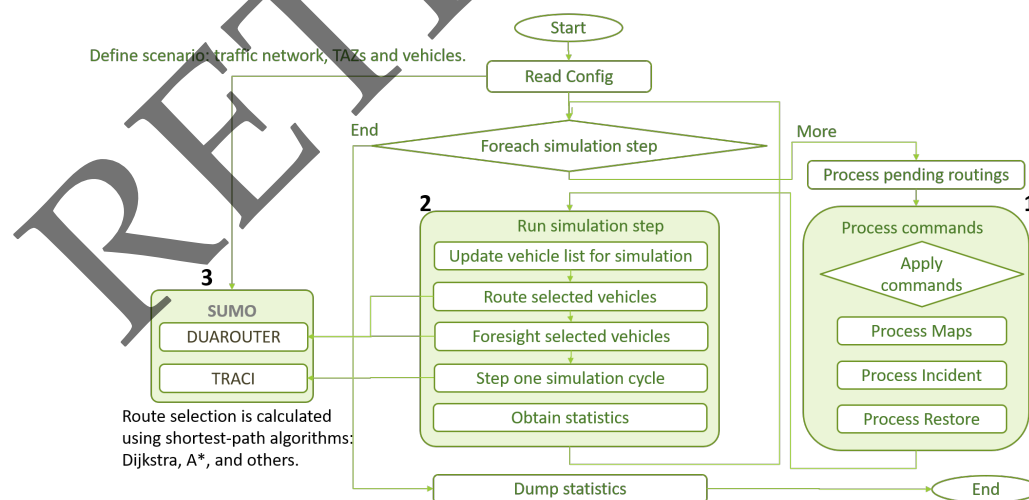 Start
Define scenario: traffic network, TAZs and vehicles.
Read Config
End
Foreach simulation step
More
Process pending routings
2
1
Run simulation step
Update vehicle list for simulation
Route selected vehicles
Foresight selected vehicles
Step one simulation cycle
Obtain statistics
Process commands
Apply
commands
Process Maps
Process Incident
Process Restore
3
SUMO
DUAROUTER
TRACI
Route selection is calculated
using shortest-path algorithms:
Dijkstra, A*, and others.
Dump statistics
End